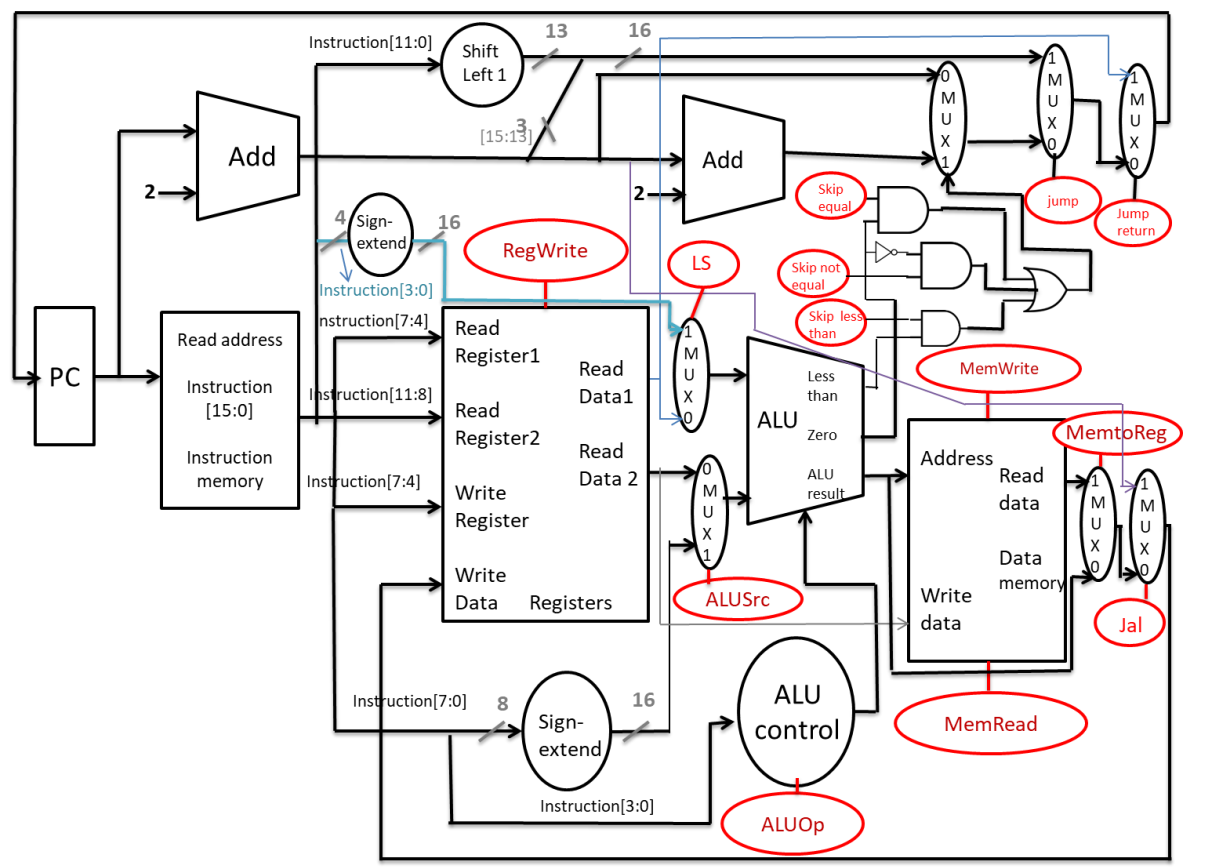 Instruction[11:0]
Shift
Left 1
13
16
3
[15:13]
Add
2
Add
2
0
M
U
X
1
1
M
U
X
0
1
M
U
X
0
jump
Jump
return
Skip
equal
Skip not
equal
Skip less
than
4
Sign-
extend
16
Instruction[3:0]
RegWrite
LS
PC
Read address
Instruction
[15:0]
Instruction
memory
nstruction[7:4]
Instruction[11:8]
Instruction[7:4]
Read
Register1
Read
Register2
Write
Register
Write
Data
Registers
Read
Data1
Read
Data 2
1
M
U
X
0
0
M
U
X
1
ALUSrc
ALU
Less
than
Zero
ALU
result
MemWrite
Address
Read
data
Data
memory
Write
data
MemRead
MemtoReg
1
M
U
X
0
1
M
U
X
0
Jal
Instruction[7:0]
8
Sign-
extend
16
Instruction[3:0]
ALU
control
ALUOp